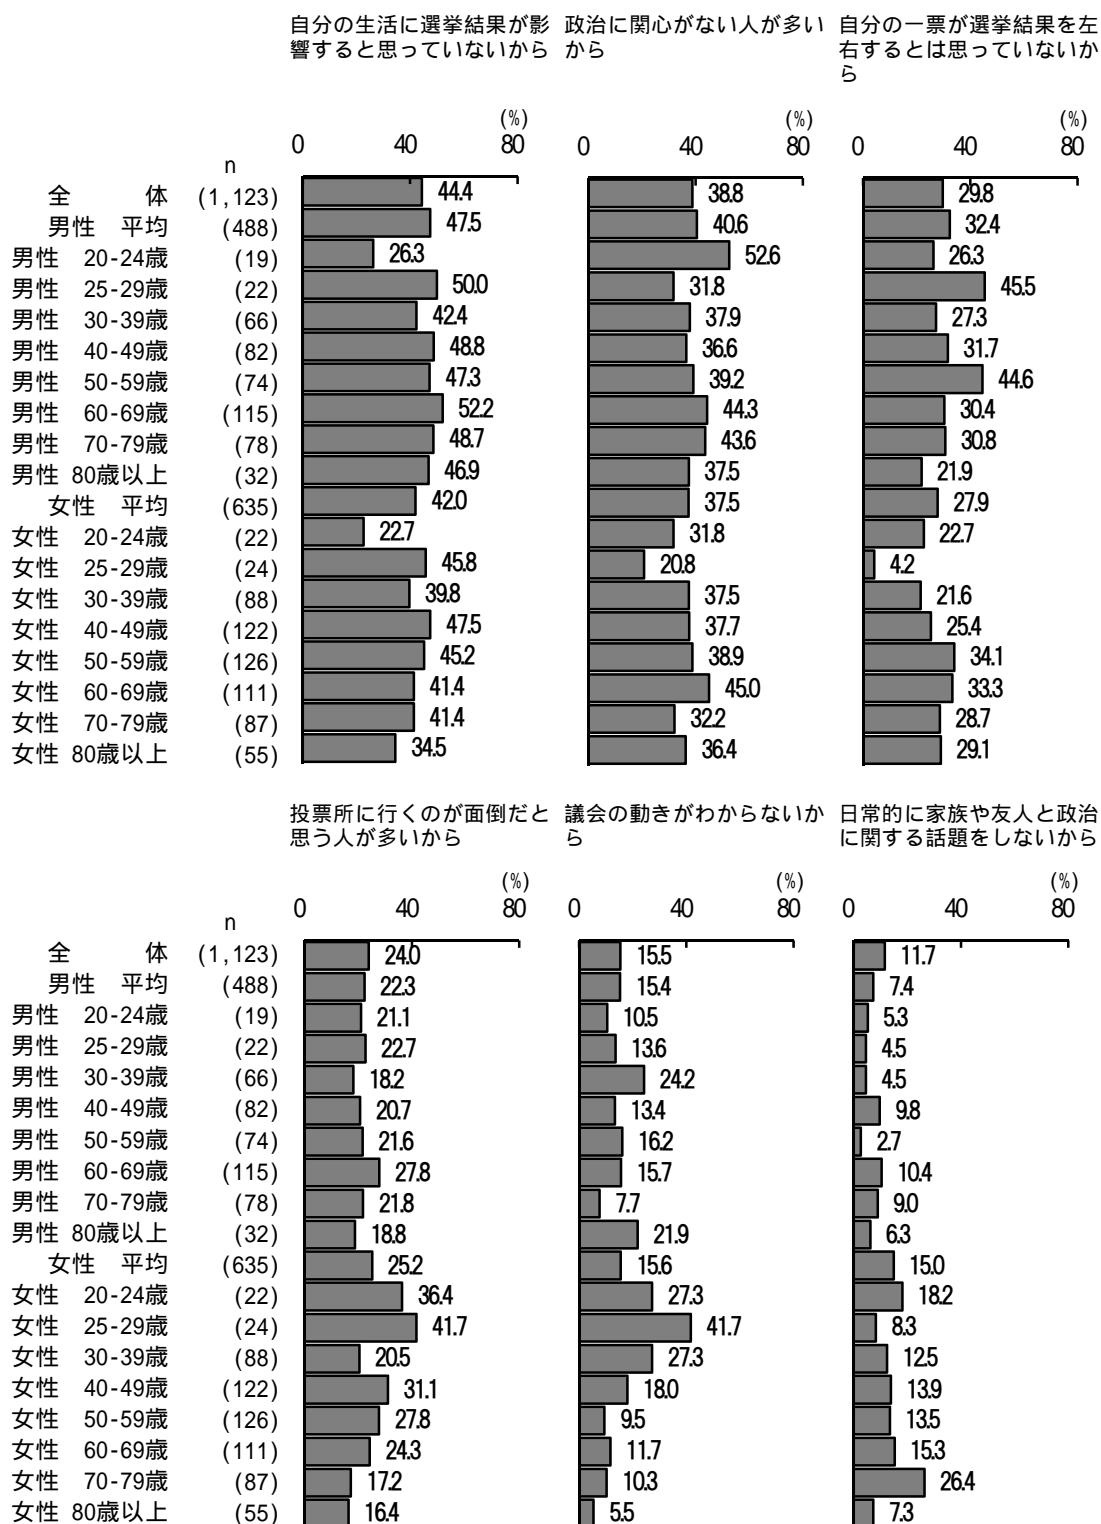 自分の生活に選挙結果が影 政治に関心がない人が多い 自分の一票が選挙結果を左
響すると思っていないから から 右するとは思っていないか
ら
(%) (%) (%)
0 40 80 0 40 80 0 40 80
n
全 体 (1,123) 44.4 38.8 29.8
男性 平均 (488) 47.5 40.6 32.4
男性 20-24歳 (19) 26.3 52.6 26.3
男性 25-29歳 (22) 50.0 31.8 45.5
男性 30-39歳 (66) 42.4 37.9 27.3
男性 40-49歳 (82) 48.8 36.6 31.7
男性 50-59歳 (74) 47.3 39.2 44.6
男性 60-69歳 (115) 52.2 44.3 30.4
男性 70-79歳 (78) 48.7 43.6 30.8
男性 80歳以上 (32) 46.9 37.5 21.9
女性 平均 (635) 42.0 37.5 27.9
女性 20-24歳 (22) 22.7 31.8 22.7
女性 25-29歳 (24) 45.8 20.8 4.2
女性 30-39歳 (88) 39.8 37.5 21.6
女性 40-49歳 (122) 47.5 37.7 25.4
女性 50-59歳 (126) 45.2 38.9 34.1
女性 60-69歳 (111) 41.4 45.0 33.3
女性 70-79歳 (87) 41.4 32.2 28.7
女性 80歳以上 (55) 34.5 36.4 29.1
投票所に行くのが面倒だと 議会の動きがわからないか 日常的に家族や友人と政治
思う人が多いから ら に関する話題をしないから
(%) (%) (%)
0 40 80 0 40 80 0 40 80
n
全 体 (1,123) 24.0 15.5 11.7
男性 平均 (488) 22.3 15.4 7.4
男性 20-24歳 (19) 21.1 10.5 5.3
男性 25-29歳 (22) 22.7 13.6 4.5
男性 30-39歳 (66) 18.2 24.2 4.5
男性 40-49歳 (82) 20.7 13.4 9.8
男性 50-59歳 (74) 21.6 16.2 2.7
男性 60-69歳 (115) 27.8 15.7 10.4
男性 70-79歳 (78) 21.8 7.7 9.0
男性 80歳以上 (32) 18.8 21.9 6.3
女性 平均 (635) 25.2 15.6 15.0
女性 20-24歳 (22) 36.4 27.3 18.2
女性 25-29歳 (24) 41.7 41.7 8.3
女性 30-39歳 (88) 20.5 27.3 12.5
女性 40-49歳 (122) 31.1 18.0 13.9
女性 50-59歳 (126) 27.8 9.5 13.5
女性 60-69歳 (111) 24.3 11.7 15.3
女性 70-79歳 (87) 17.2 10.3 26.4
女性 80歳以上 (55) 16.4 5.5 7.3